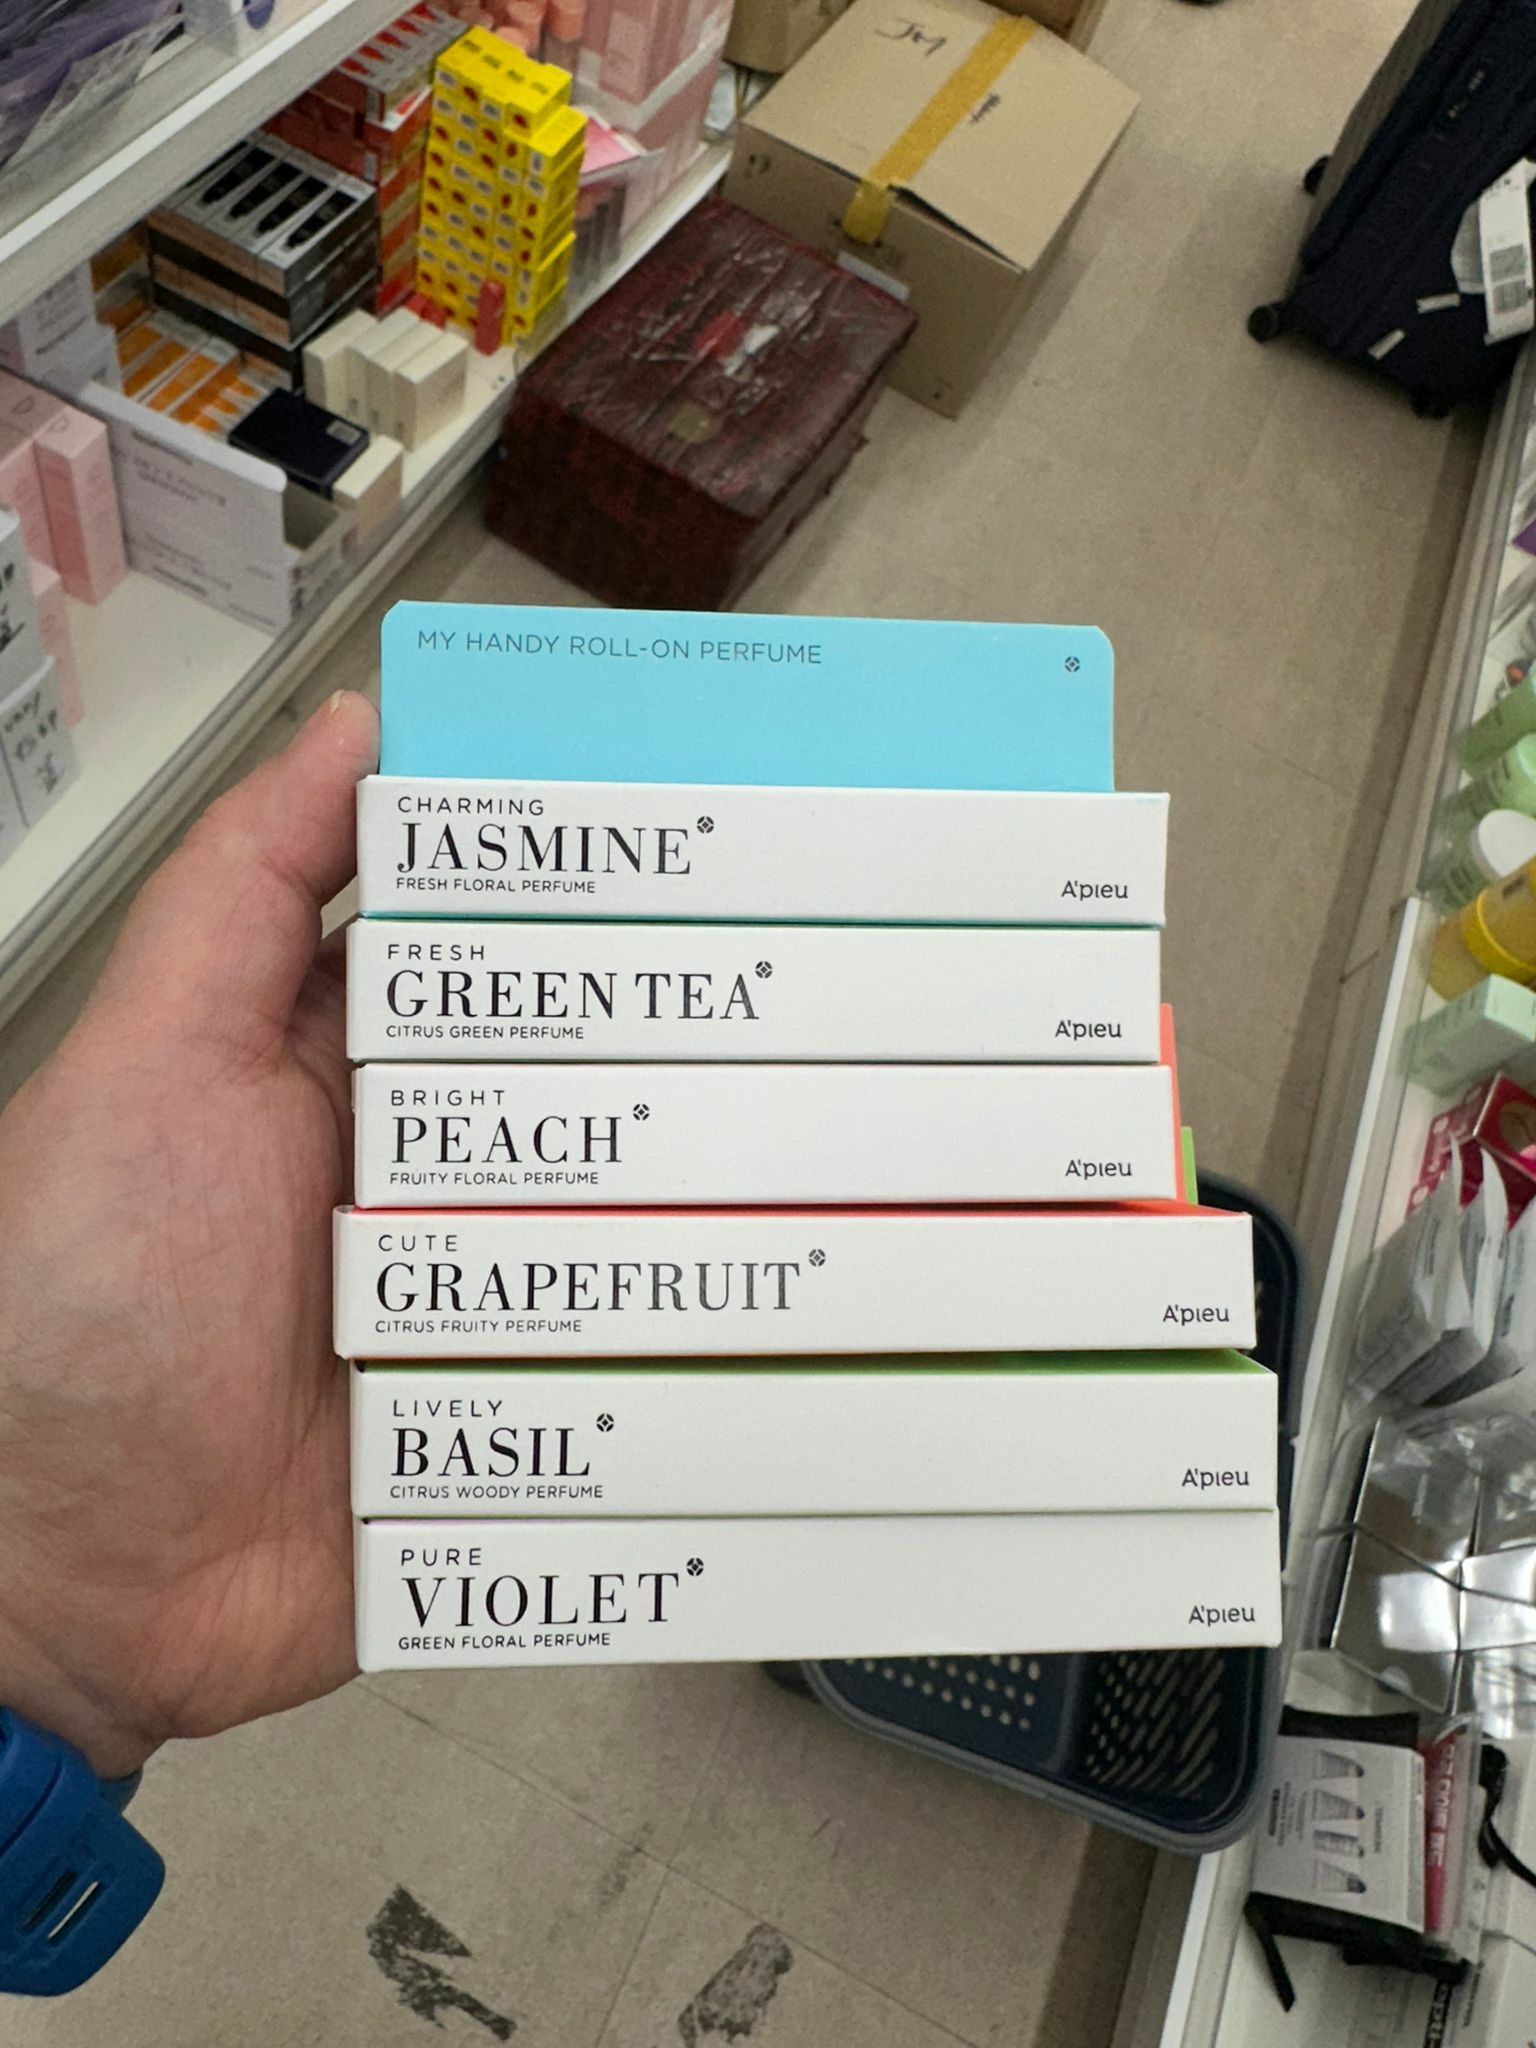 JM
MY HANDY ROLL-ON PERFUME
CHARMING
JASMINE
FRESH FLORAL PERFUME
A'pieu
FRESH
GREEN TEA
CITRUS GREEN PERFUME
A'pieu
BRIGHT
PEACH
FRUITY FLORAL PERFUME
A'pieu
CUTE
GRAPEFRUIT
CITRUS FRUITY PERFUME
A'pieu
LIVELY
BASIL
CITRUS WOODY PERFUME
A'pieu
PURE
VIOLET
GREEN FLORAL PERFUME
A'pieu